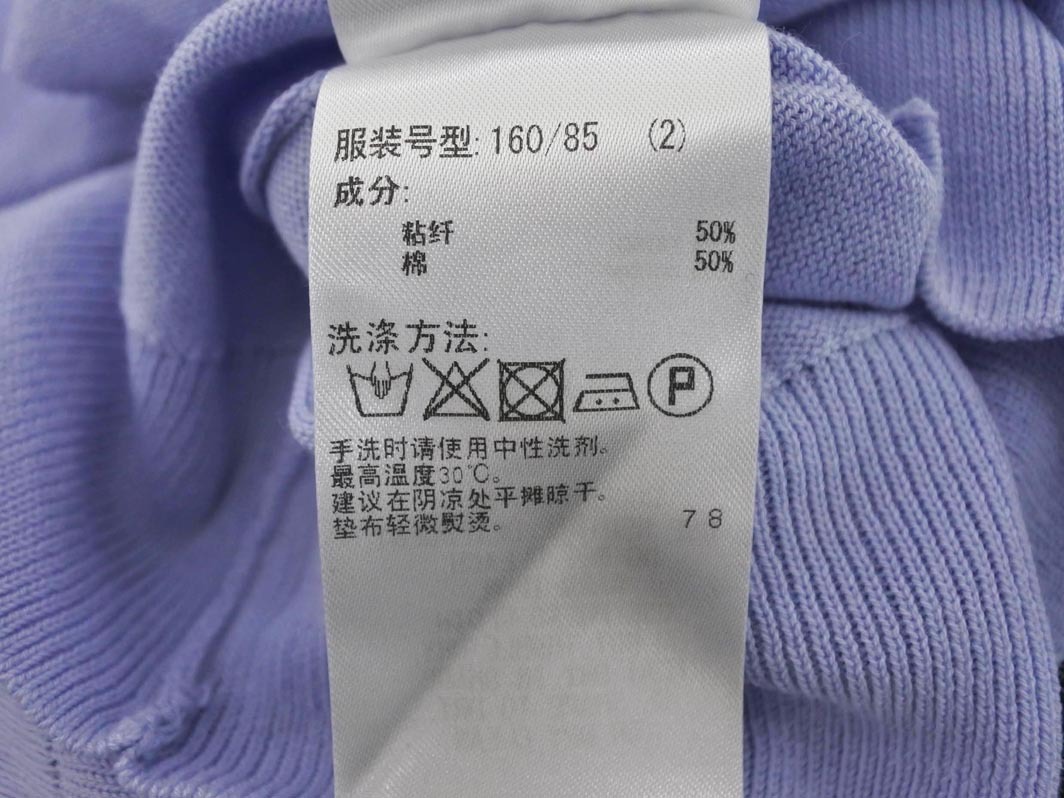 服装号型: 160/85 (2)
成分:
粘纤 50%
棉 50%
洗涤方法:
P
手洗时请使用中性洗剂。
最高温度30℃。
建议在阴凉处平摊晾干。
垫布轻微熨烫。 78